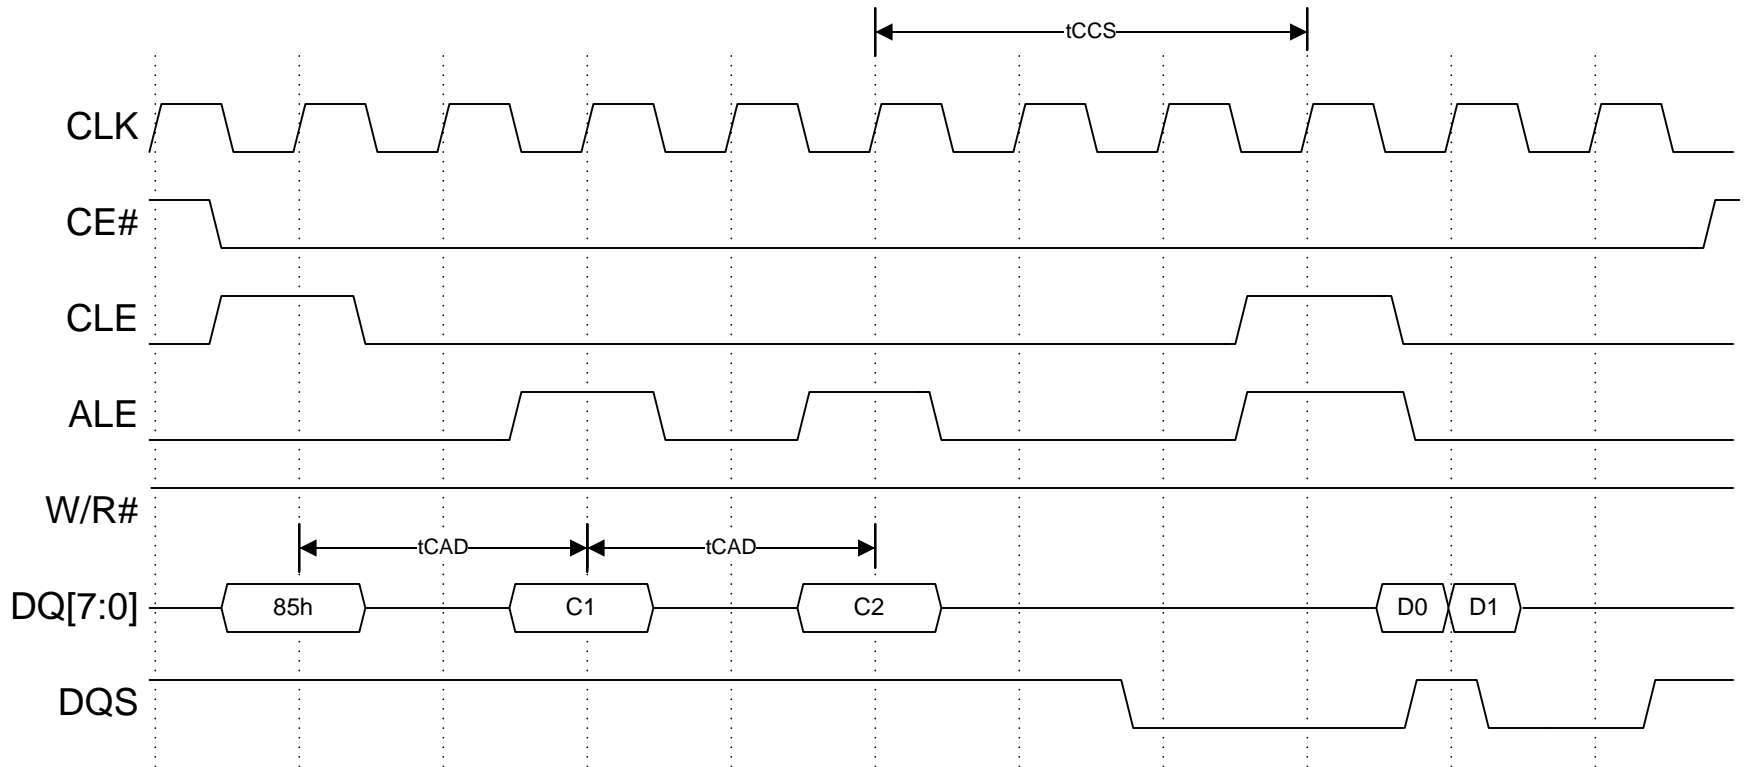 tCCS
CLK
CE#
CLE
ALE
W/R#
tCAD tCAD
DQ[7:0] 85h C1 C2 D0 D1
DQS